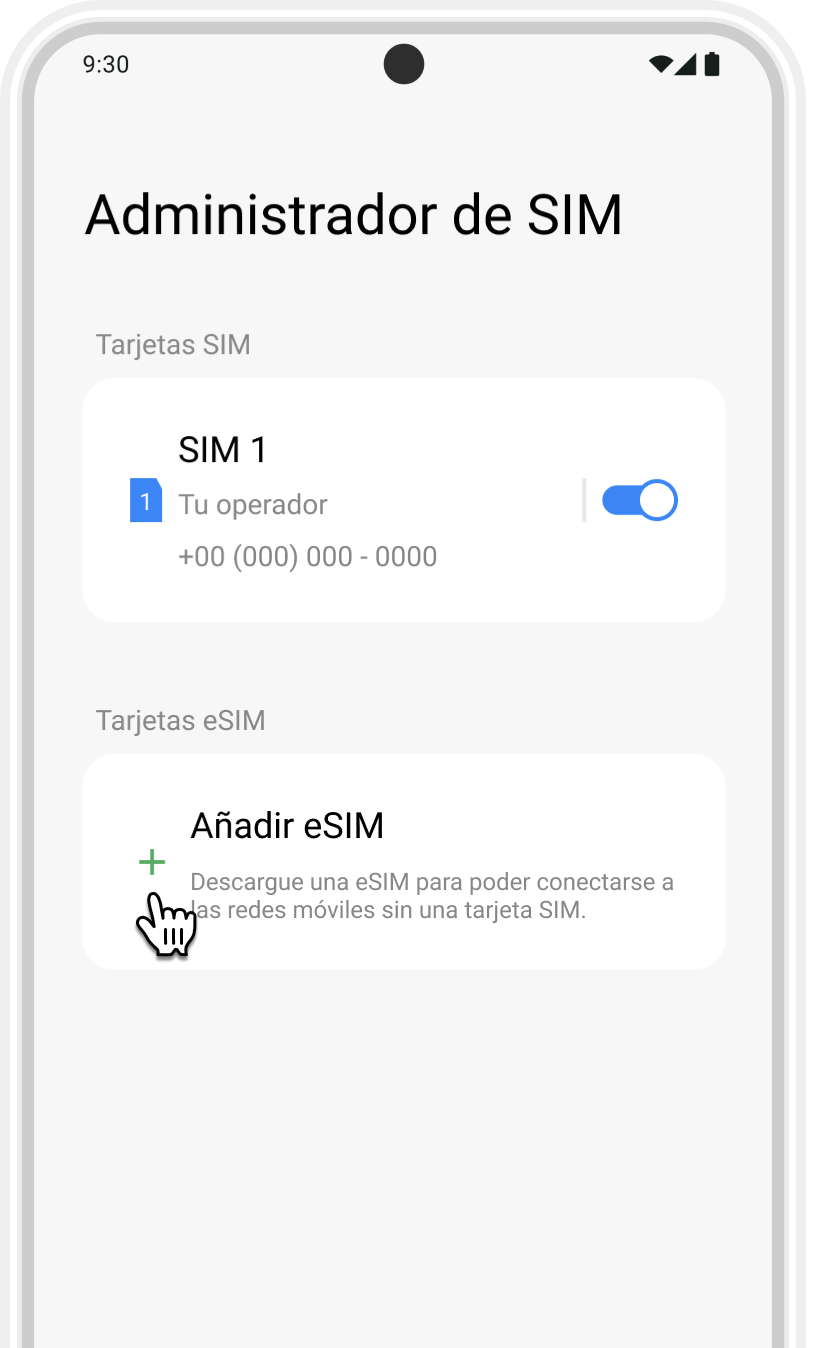 9:30
Administrador de SIM
Tarjetas SIM
SIM 1
1
Tu operador
+00 (000) 000 - 0000
Tarjetas eSIM
Añadir eSIM
Descargue una eSIM para poder conectarse a
las redes móviles sin una tarjeta SIM.